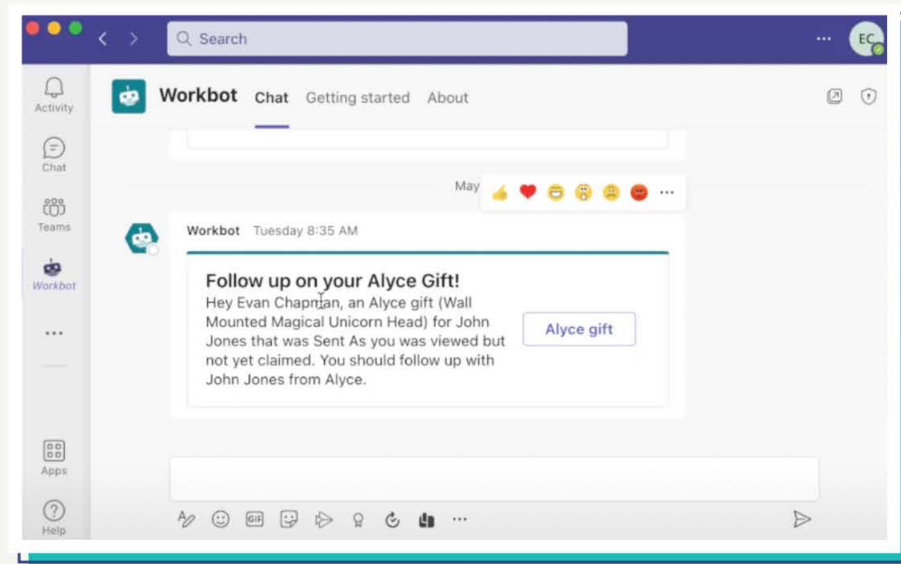 Search
EC
Workbot Chat Getting started About
Activity
Chat
Teams
Workbot
Apps
Help
May
Workbot Tuesday 8:35 AM
Follow up on your Alyce Gift!
Hey Evan Chapman, an Alyce gift (Wall
Mounted Magical Unicorn Head) for John
Jones that was Sent As you was viewed but
not yet claimed. You should follow up with
John Jones from Alyce.
Alyce gift
GIF